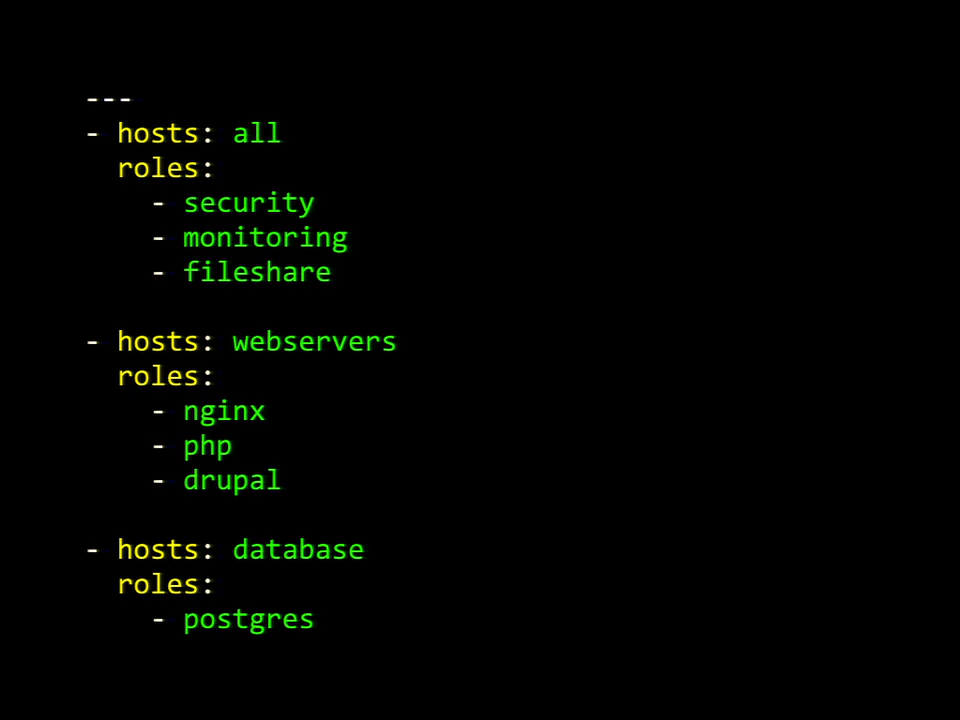 ---
- hosts: all
  roles:
    - security
    - monitoring
    - fileshare

- hosts: webservers
  roles:
    - nginx
    - php
    - drupal

- hosts: database
  roles:
    - postgres